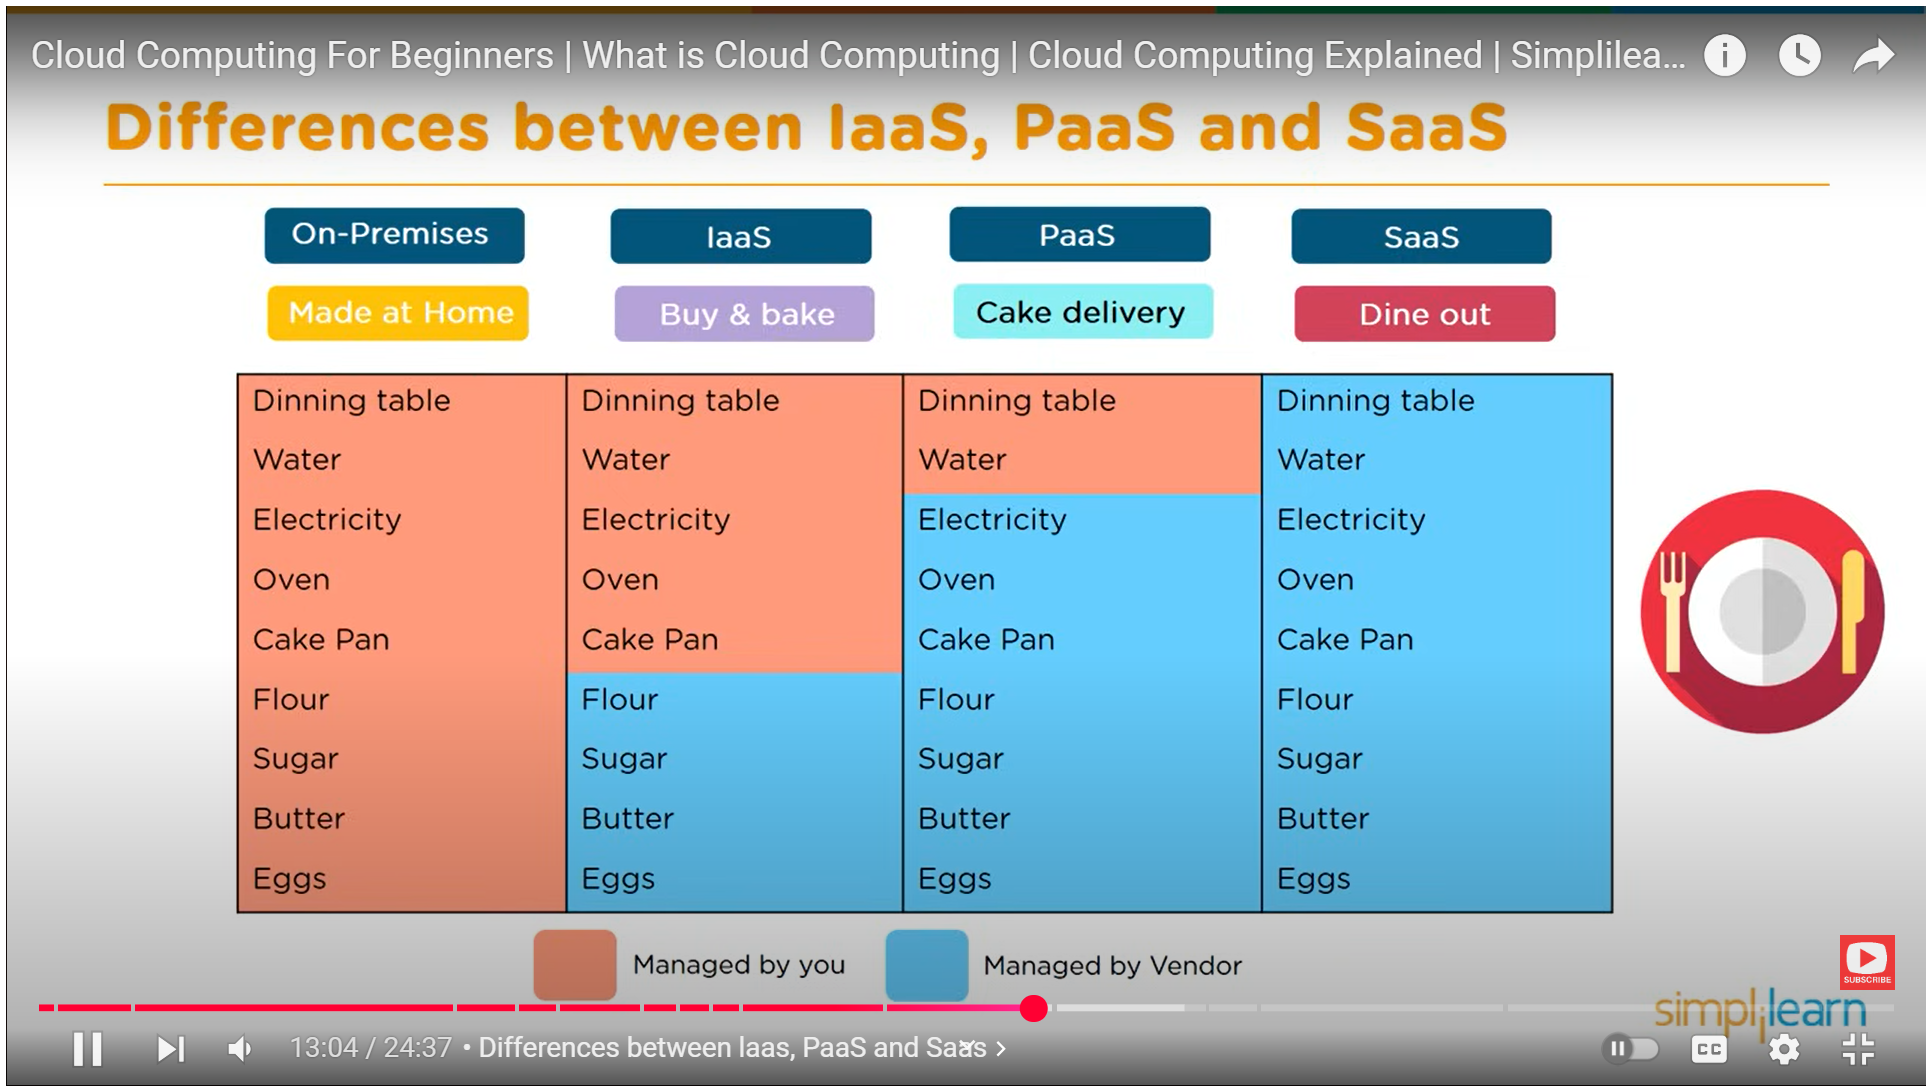 Cloud Computing For Beginners | What is Cloud Computing | Cloud Computing Explained | Simplilea...
Differences between IaaS, PaaS and SaaS
On-Premises IaaS PaaS SaaS
Made at Home Buy & bake Cake delivery Dine out
Dinning table Dinning table Dinning table Dinning table
Water Water Water Water
Electricity Electricity Electricity Electricity
Oven Oven Oven Oven
Cake Pan Cake Pan Cake Pan Cake Pan
Flour Flour Flour Flour
Sugar Sugar Sugar Sugar
Butter Butter Butter Butter
Eggs Eggs Eggs Eggs
Managed by you Managed by Vendor
SUBSCRIBE
simplilearn
13:04 / 24:37 • Differences between Iaas, PaaS and Saas >
CC